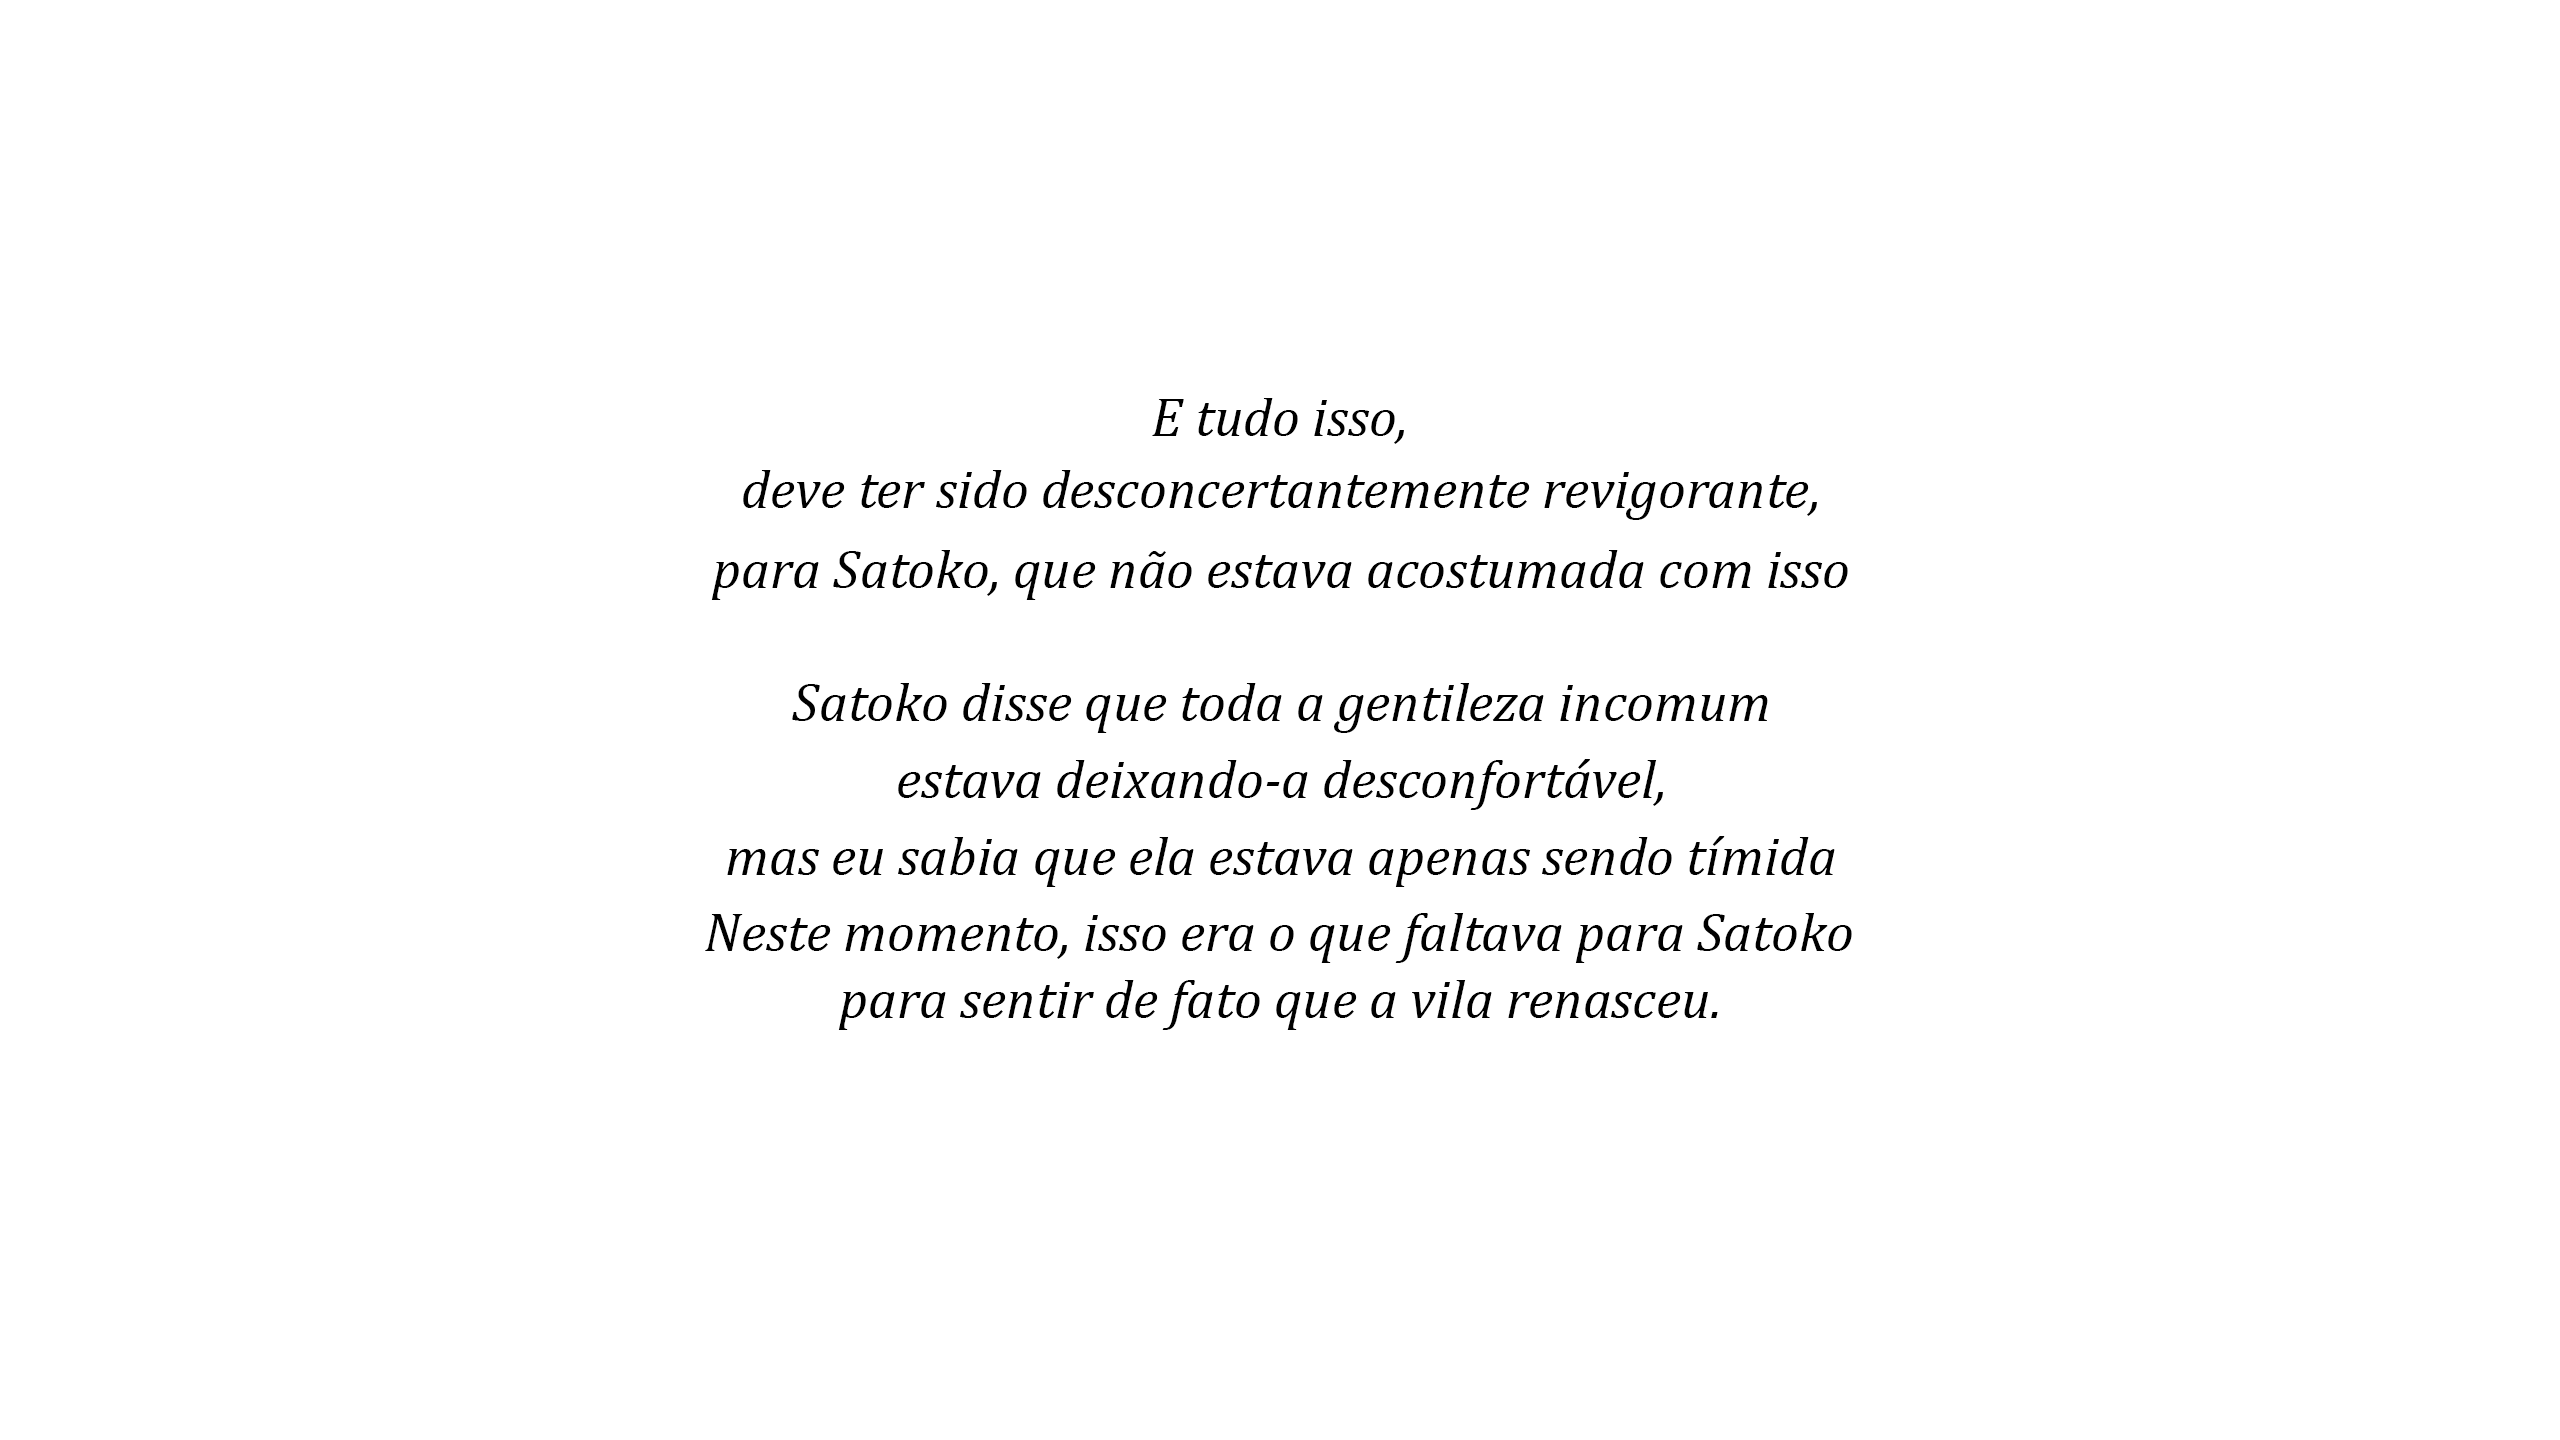 E tudo isso,
deve ter sido desconcertantemente revigorante,
para Satoko, que não estava acostumada com isso
Satoko disse que toda a gentileza incomum
estava deixando-a desconfortável,
mas eu sabia que ela estava apenas sendo tímida
Neste momento, isso era o que faltava para Satoko
para sentir de fato que a vila renasceu.